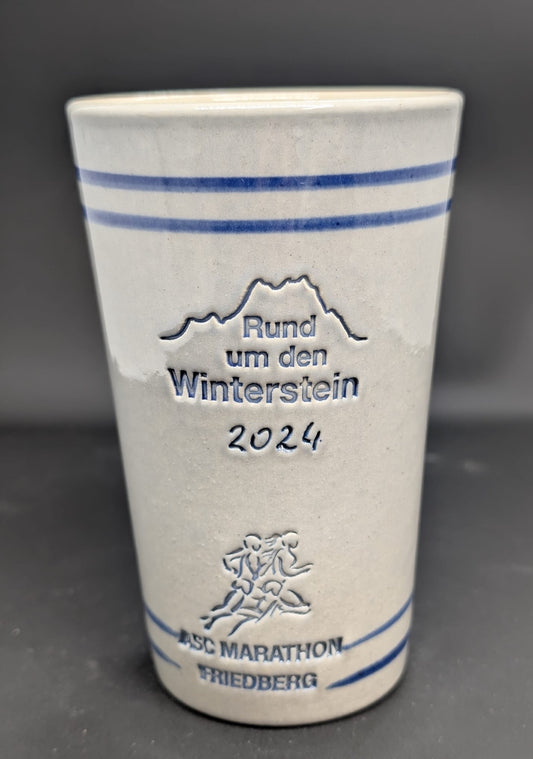 Rund
um den
Winterstein
2024
ASC MARATHON
FRIEDBERG